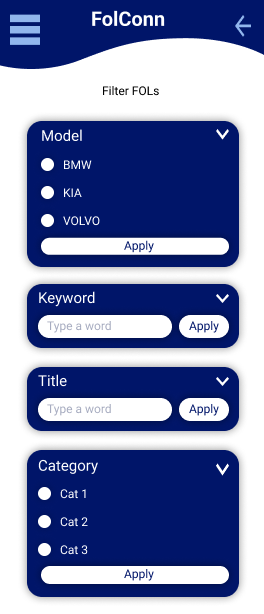 FolConn
Filter FOLs
Model
BMW
KIA
VOLVO
Apply
Keyword
Type a word
Apply
Title
Type a word
Apply
Category
Cat 1
Cat 2
Cat 3
Apply